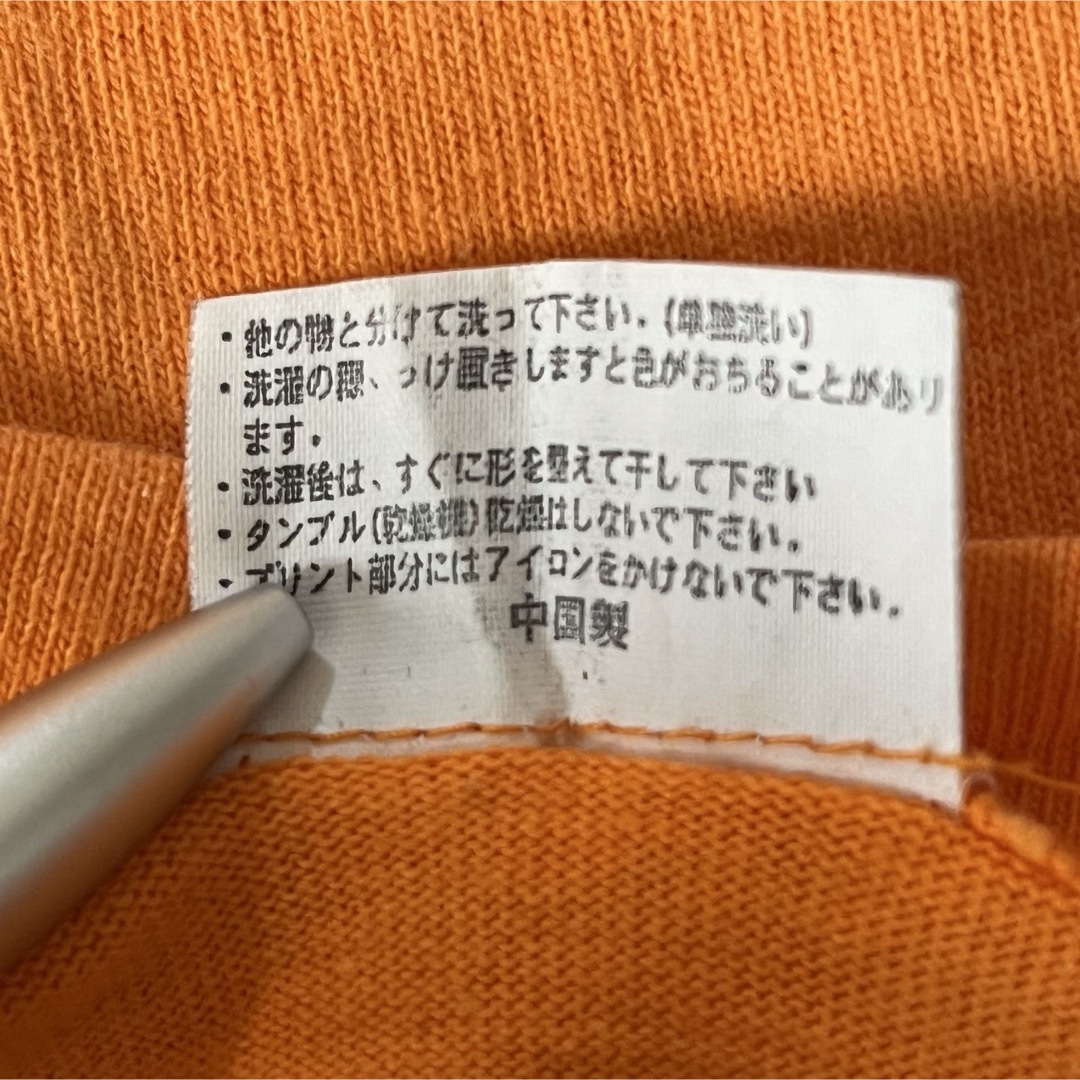 ・他の物と分けて洗って下さい.(単独洗い)
・洗濯の際、つけ置きしますと色がおちることがあり
ます.
・洗濯後は、すぐに形を整えて干して下さい
・タンブル(乾燥機)乾燥はしないで下さい.
・プリント部分にはアイロンをかけないで下さい.
中国製